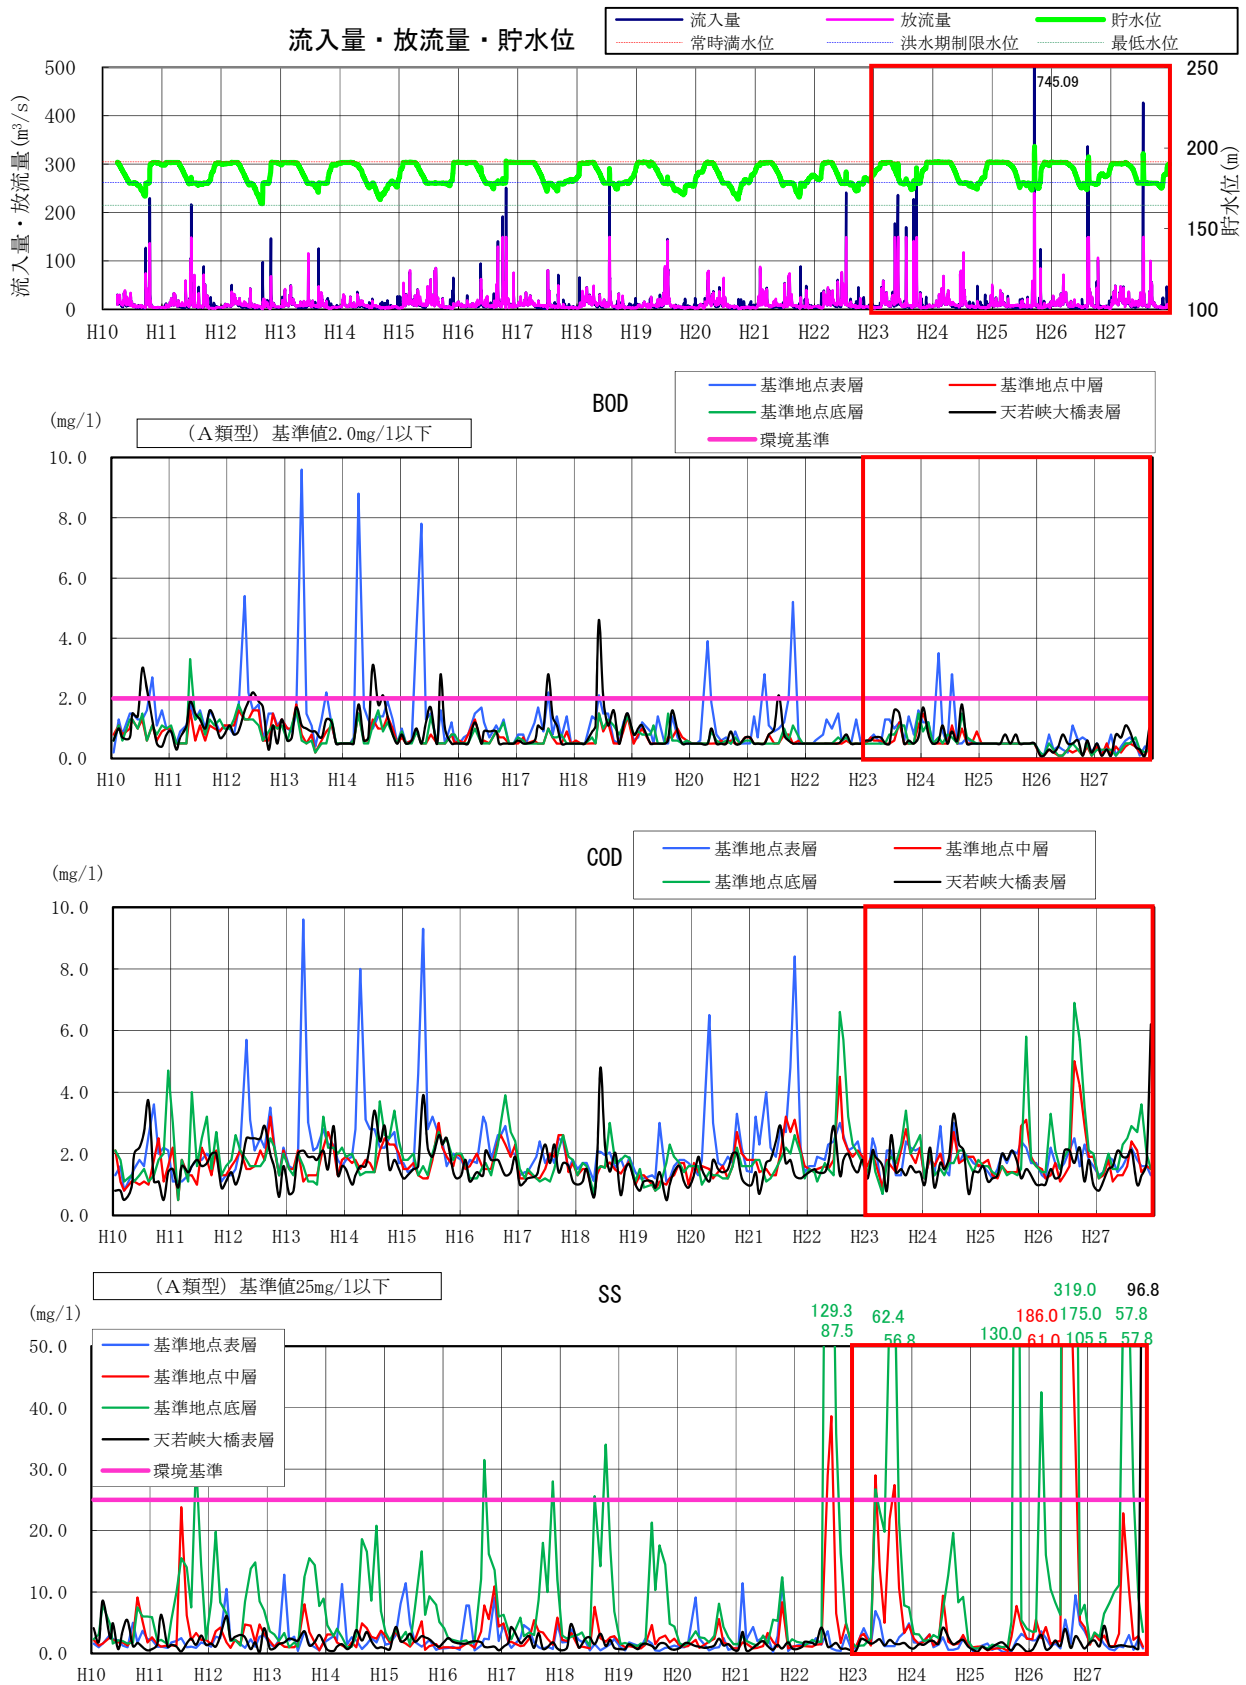 流入量・放流量・貯水位
流入量 放流量 貯水位
常時満水位 洪水期制限水位 最低水位
流入量・放流量(m³/s)
500
400
300
200
100
0
745.09
250
200
150
100
貯水位(m)
H10 H11 H12 H13 H14 H15 H16 H17 H18 H19 H20 H21 H22 H23 H24 H25 H26 H27
BOD
基準地点表層 基準地点中層
基準地点底層 天若峡大橋表層
環境基準
(mg/l)
(A類型) 基準値2.0mg/l以下
10.0
8.0
6.0
4.0
2.0
0.0
H10 H11 H12 H13 H14 H15 H16 H17 H18 H19 H20 H21 H22 H23 H24 H25 H26 H27
COD
基準地点表層 基準地点中層
基準地点底層 天若峡大橋表層
(mg/l)
10.0
8.0
6.0
4.0
2.0
0.0
H10 H11 H12 H13 H14 H15 H16 H17 H18 H19 H20 H21 H22 H23 H24 H25 H26 H27
(A類型) 基準値25mg/l以下
SS
(mg/l)
319.0 96.8
129.3 62.4 186.0 175.0 57.8
87.5 56.8 130.0 61.0 105.5 57.8
基準地点表層
基準地点中層
基準地点底層
天若峡大橋表層
環境基準
50.0
40.0
30.0
20.0
10.0
0.0
H10 H11 H12 H13 H14 H15 H16 H17 H18 H19 H20 H21 H22 H23 H24 H25 H26 H27